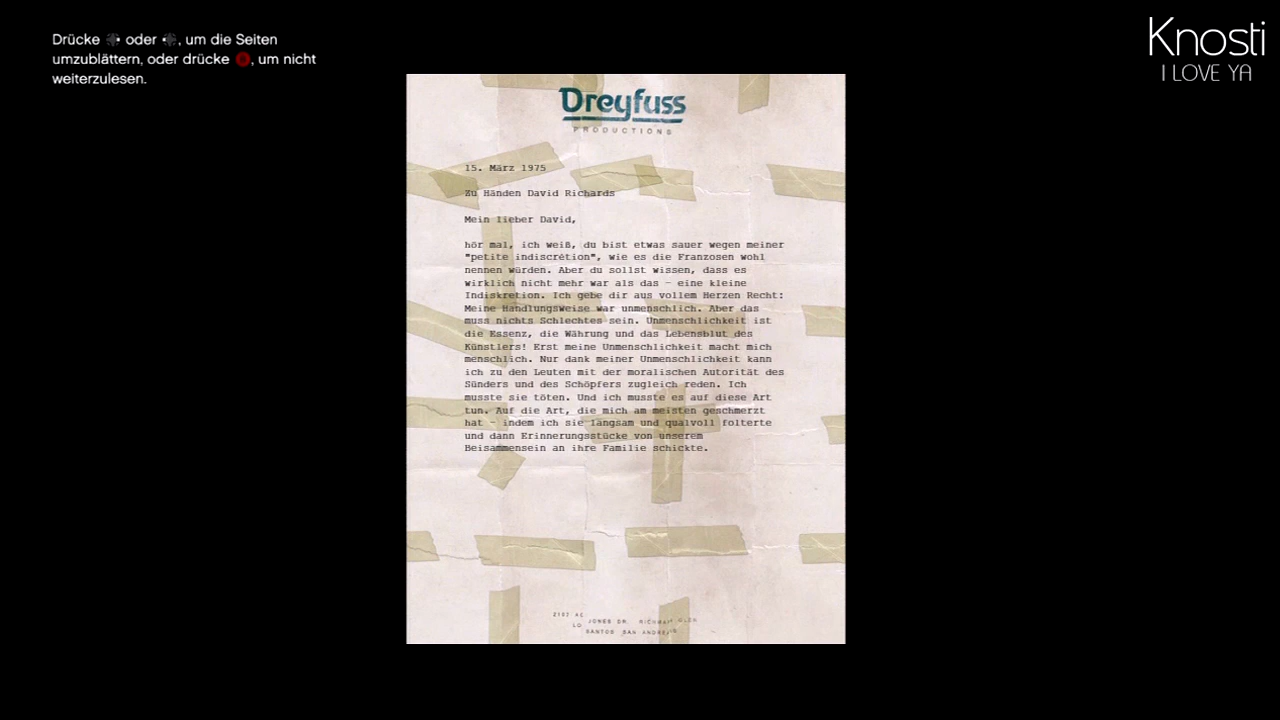 Drücke oder , um die Seiten
umzublättern, oder drücke , um nicht
weiterzulesen.
Knosti
I LOVE YA
Dreyfuss
PRODUCTIONS
15. März 1975
Zu Händen David Richards
Mein lieber David,
hör mal, ich weiß, du bist etwas sauer wegen meiner
"petite indiscrétion", wie es die Franzosen wohl
nennen würden. Aber du sollst wissen, dass es
wirklich nicht mehr war als das – eine kleine
Indiskretion. Ich gebe dir aus vollem Herzen Recht:
Meine Handlungsweise war unmenschlich. Aber das
muss nichts Schlechtes sein. Unmenschlichkeit ist
die Essenz, die Währung und das Lebensblut des
Künstlers! Erst meine Unmenschlichkeit macht mich
menschlich. Nur dank meiner Unmenschlichkeit kann
ich zu den Leuten mit der moralischen Autorität des
Sünders und des Schöpfers zugleich reden. Ich
musste sie töten. Und ich musste es auf diese Art
tun. Auf die Art, die mich am meisten geschmerzt
hat – indem ich sie langsam und qualvoll folterte
und dann Erinnerungsstücke von unserem
Beisammensein an ihre Familie schickte.
JONES DR. RICHMAN GLEN
LO SANTOS SAN ANDREAS